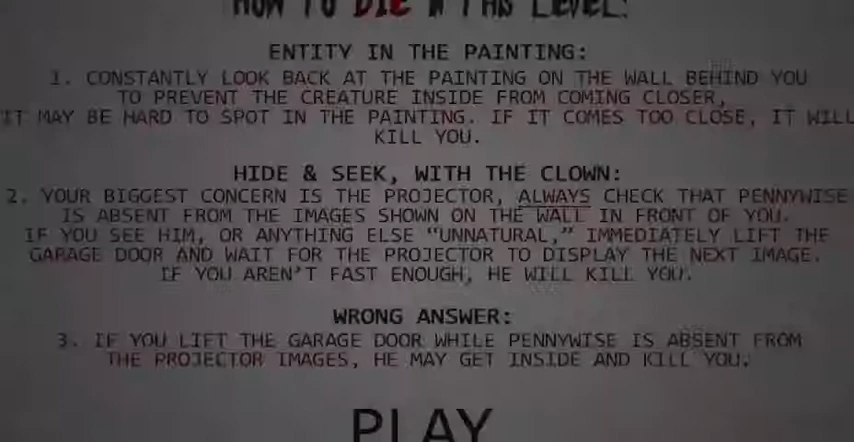 HOW TO DIE IN THIS LEVEL:
ENTITY IN THE PAINTING:
1. CONSTANTLY LOOK BACK AT THE PAINTING ON THE WALL BEHIND YOU
TO PREVENT THE CREATURE INSIDE FROM COMING CLOSER,
IT MAY BE HARD TO SPOT IN THE PAINTING. IF IT COMES TOO CLOSE, IT WILL
KILL YOU.
HIDE & SEEK, WITH THE CLOWN:
2. YOUR BIGGEST CONCERN IS THE PROJECTOR, ALWAYS CHECK THAT PENNYWISE
IS ABSENT FROM THE IMAGES SHOWN ON THE WALL IN FRONT OF YOU.
IF YOU SEE HIM, OR ANYTHING ELSE “UNNATURAL,” IMMEDIATELY LIFT THE
GARAGE DOOR AND WAIT FOR THE PROJECTOR TO DISPLAY THE NEXT IMAGE.
IF YOU AREN’T FAST ENOUGH, HE WILL KILL YOU.
WRONG ANSWER:
3. IF YOU LIFT THE GARAGE DOOR WHILE PENNYWISE IS ABSENT FROM
THE PROJECTOR IMAGES, HE MAY GET INSIDE AND KILL YOU.
PLAY